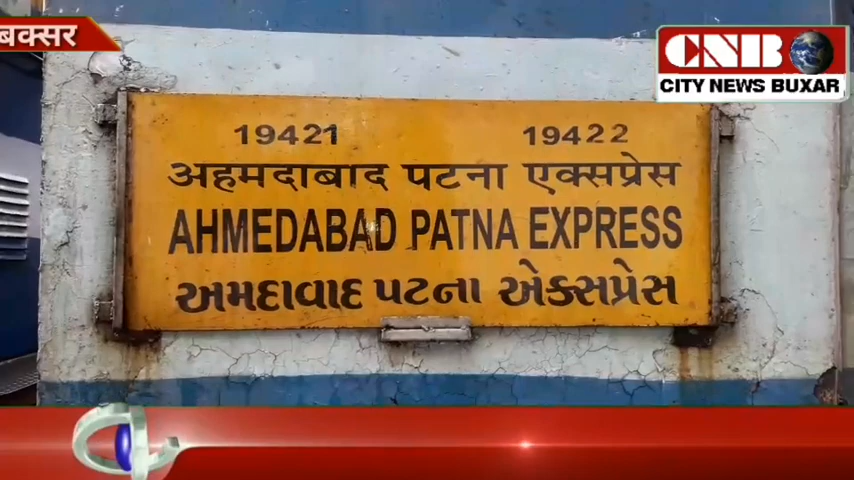 बक्सर
CNB
CITY NEWS BUXAR
19421 19422
अहमदाबाद पटना एक्सप्रेस
AHMEDABAD PATNA EXPRESS
અમદાવાદ પટના એક્સપ્રેસ